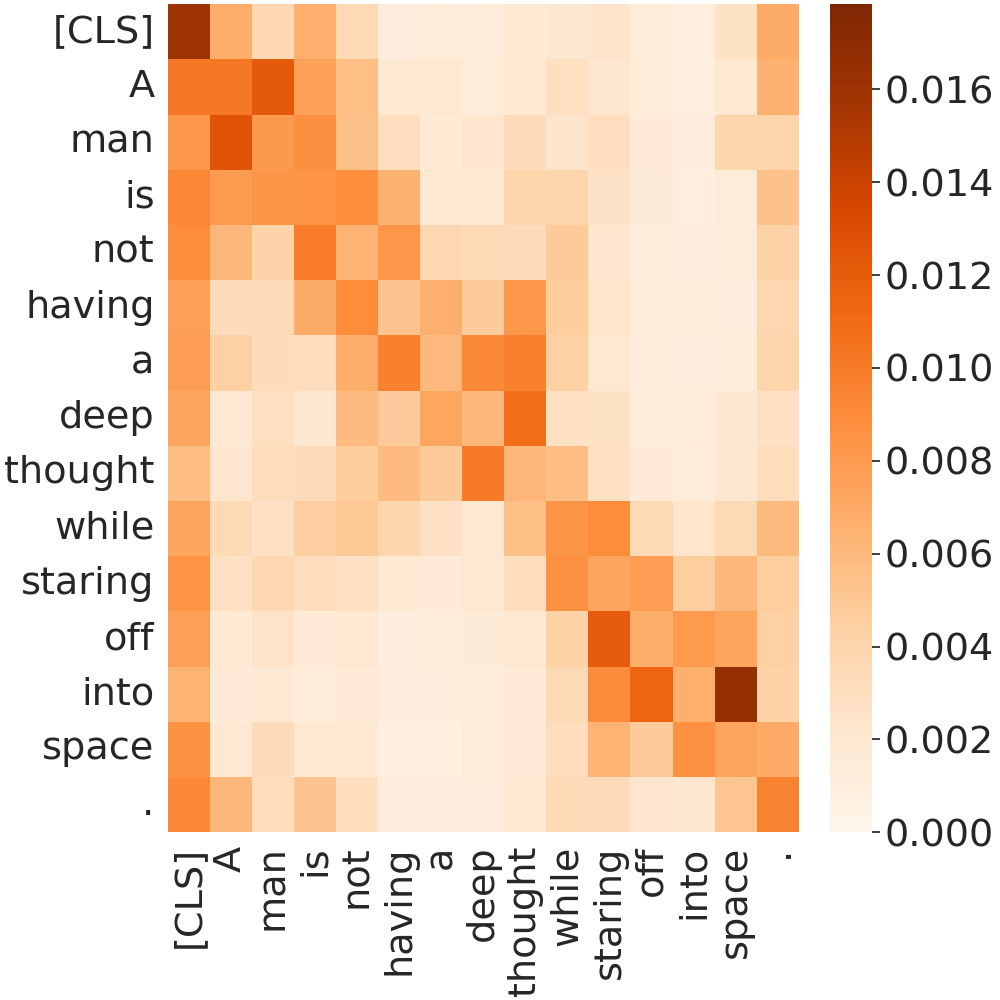 [CLS]
A
man
is
not
having
a
deep
thought
while
staring
off
into
space
.
[CLS]
A
man
is
not
having
a
deep
thought
while
staring
off
into
space
.
0.016
0.014
0.012
0.010
0.008
0.006
0.004
0.002
0.000